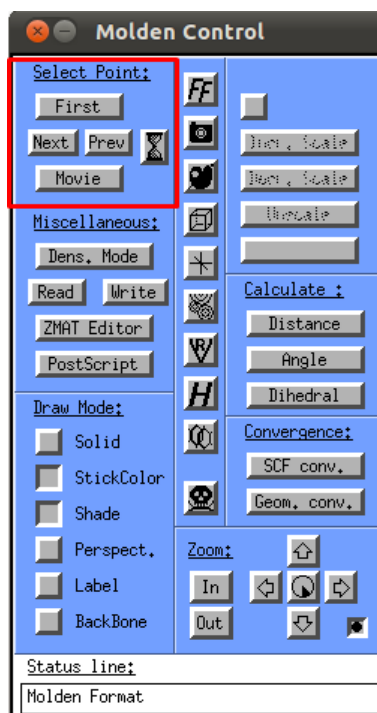 Molden Control
Select Point:
First
Next Prev
Movie
Miscellaneous:
Dens. Mode
Read Write
ZMAT Editor
PostScript
Draw Mode:
Solid
StickColor
Shade
Perspect.
Label
BackBone
FF
H
Scale
Scale
Calculate :
Distance
Angle
Dihedral
Convergence:
SCF conv.
Geom. conv.
Zoom:
In
Out
Status line:
Molden Format